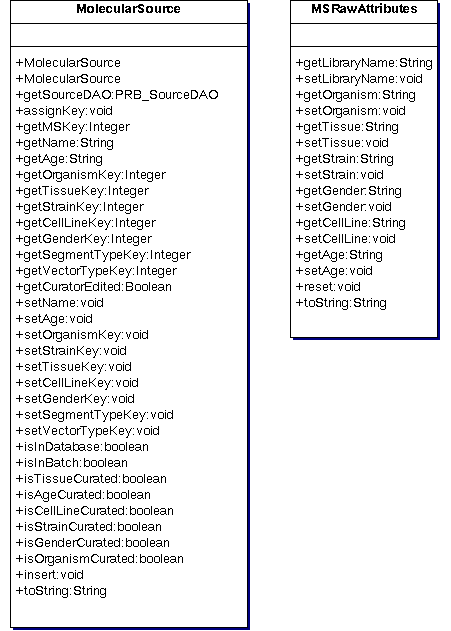 MolecularSource
+MolecularSource
+MolecularSource
+getSourceDAO:PRB_SourceDAO
+assignKey:void
+getMSKey:Integer
+getName:String
+getAge:String
+getOrganismKey:Integer
+getTissueKey:Integer
+getStrainKey:Integer
+getCellLineKey:Integer
+getGenderKey:Integer
+getSegmentTypeKey:Integer
+getVectorTypeKey:Integer
+getCuratorEdited:Boolean
+setName:void
+setAge:void
+setOrganismKey:void
+setStrainKey:void
+setTissueKey:void
+setCellLineKey:void
+setGenderKey:void
+setSegmentTypeKey:void
+setVectorTypeKey:void
+isInDatabase:boolean
+isInBatch:boolean
+isTissueCurated:boolean
+isAgeCurated:boolean
+isCellLineCurated:boolean
+isStrainCurated:boolean
+isGenderCurated:boolean
+isOrganismCurated:boolean
+insert:void
+toString:String
MSRawAttributes
+getLibraryName:String
+setLibraryName:void
+getOrganism:String
+setOrganism:void
+getTissue:String
+setTissue:void
+getStrain:String
+setStrain:void
+getGender:String
+setGender:void
+getCellLine:String
+setCellLine:void
+getAge:String
+setAge:void
+reset:void
+toString:String